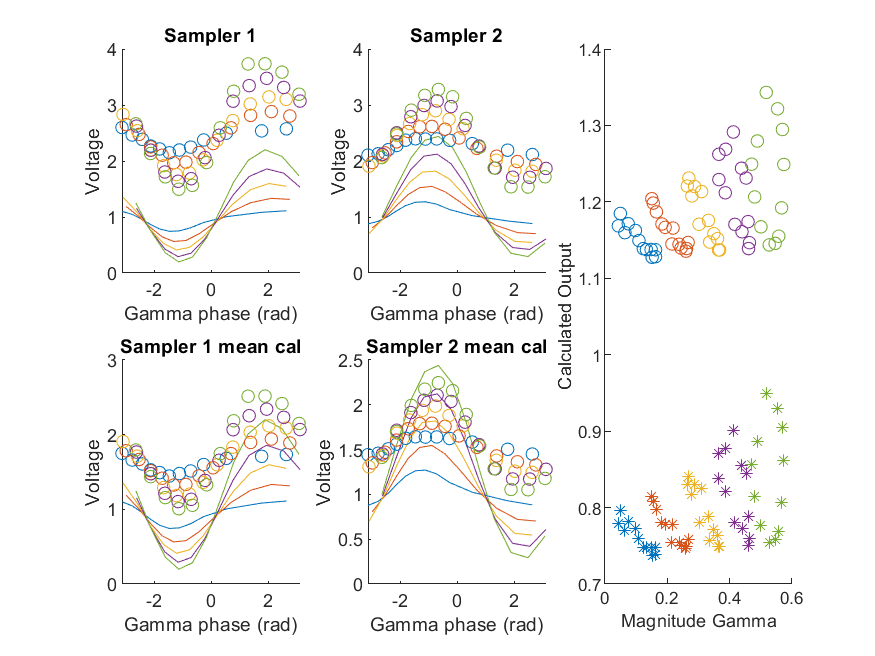 Sampler 1
4
3
2
1
0
Voltage
-2 0 2
Gamma phase (rad)
Sampler 2
4
3
2
1
0
Voltage
-2 0 2
Gamma phase (rad)
Sampler 1 mean cal
3
2
1
0
Voltage
-2 0 2
Gamma phase (rad)
Sampler 2 mean cal
2.5
2
1.5
1
0.5
0
Voltage
-2 0 2
Gamma phase (rad)
1.4
1.3
1.2
1.1
1
0.9
0.8
0.7
Calculated Output
0 0.2 0.4 0.6
Magnitude Gamma